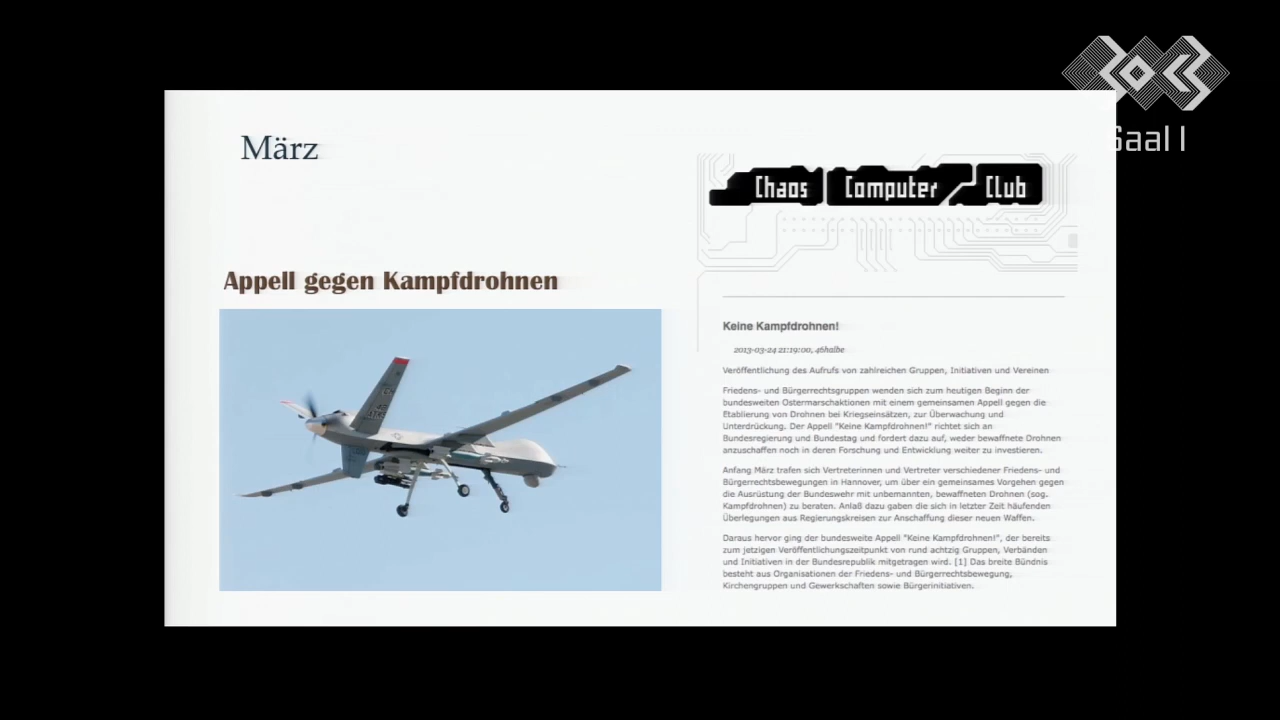 März
Saal 1
Chaos Computer Club
Appell gegen Kampfdrohnen
Keine Kampfdrohnen!
2013-03-24 21:19:00, 46halbe
Veröffentlichung des Aufrufs von zahlreichen Gruppen, Initiativen und Vereinen
Friedens- und Bürgerrechtsgruppen wenden sich zum heutigen Beginn der
bundesweiten Ostermarschaktionen mit einem gemeinsamen Appell gegen die
Etablierung von Drohnen bei Kriegseinsätzen, zur Überwachung und
Unterdrückung. Der Appell "Keine Kampfdrohnen!" richtet sich an
Bundesregierung und Bundestag und fordert dazu auf, weder bewaffnete Drohnen
anzuschaffen noch in deren Forschung und Entwicklung weiter zu investieren.
Anfang März trafen sich Vertreterinnen und Vertreter verschiedener Friedens- und
Bürgerrechtsbewegungen in Hannover, um über ein gemeinsames Vorgehen gegen
die Ausrüstung der Bundeswehr mit unbemannten, bewaffneten Drohnen (sog.
Kampfdrohnen) zu beraten. Anlaß dazu gaben die sich in letzter Zeit häufenden
Überlegungen aus Regierungskreisen zur Anschaffung dieser neuen Waffen.
Daraus hervor ging der bundesweite Appell "Keine Kampfdrohnen!", der bereits
zum jetzigen Veröffentlichungszeitpunkt von rund achtzig Gruppen, Verbänden
und Initiativen in der Bundesrepublik mitgetragen wird. [1] Das breite Bündnis
besteht aus Organisationen der Friedens- und Bürgerrechtsbewegung,
Kirchengruppen und Gewerkschaften sowie Bürgerinitiativen.